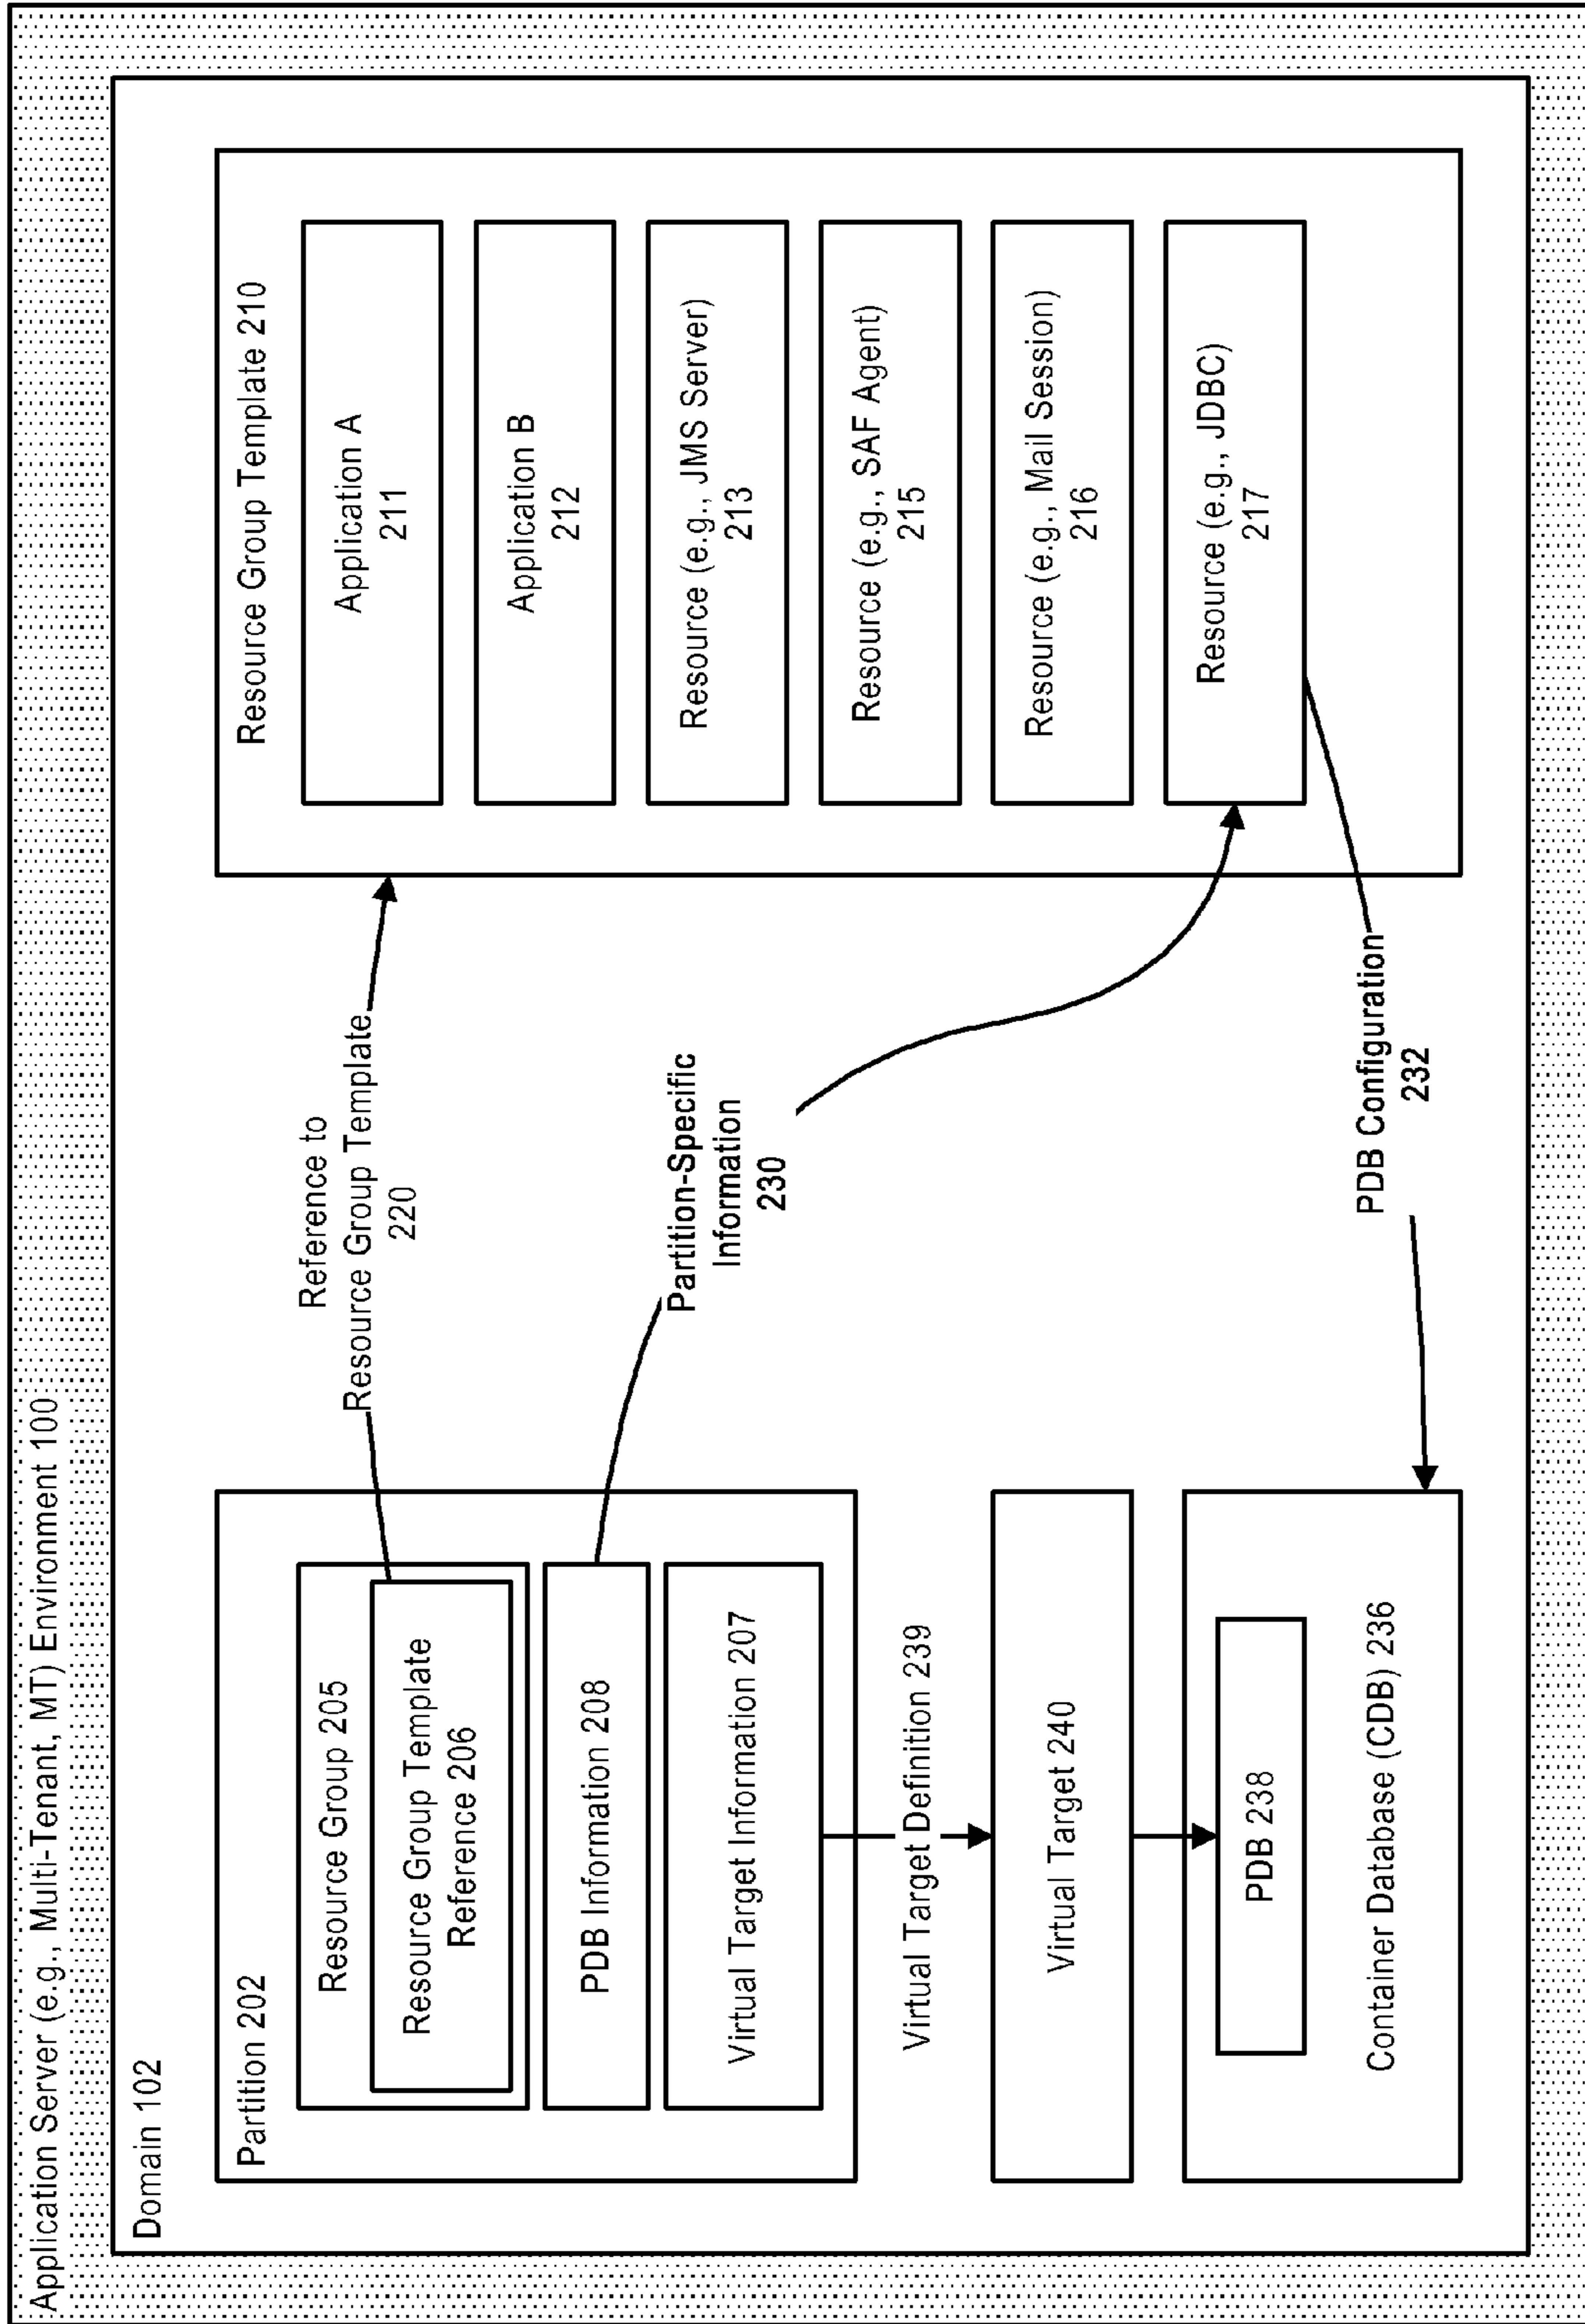 Application Server (e.g., Multi-Tenant, MT) Environment 100
Domain 102
Partition 202
Resource Group 205
Resource Group Template
Reference 206
PDB Information 208
Virtual Target Information 207
Virtual Target Definition 239
Virtual Target 240
PDB 238
Container Database (CDB) 236
Reference to
Resource Group Template
220
Partition-Specific
Information
230
PDB Configuration
232
Resource Group Template 210
Application A
211
Application B
212
Resource (e.g., JMS Server)
213
Resource (e.g., SAF Agent)
215
Resource (e.g., Mail Session)
216
Resource (e.g., JDBC)
217